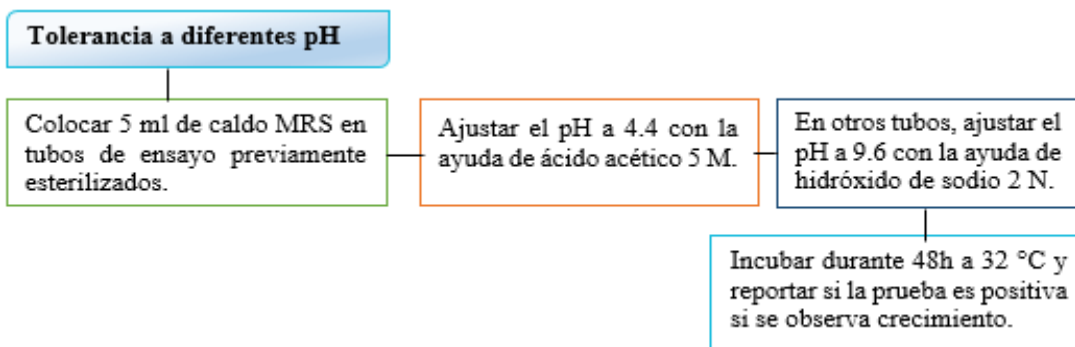 Tolerancia a diferentes pH
Colocar 5 ml de caldo MRS en
tubos de ensayo previamente
esterilizados.
Ajustar el pH a 4.4 con la
ayuda de ácido acético 5 M.
En otros tubos, ajustar el
pH a 9.6 con la ayuda de
hidróxido de sodio 2 N.
Incubar durante 48h a 32 °C y
reportar si la prueba es positiva
si se observa crecimiento.